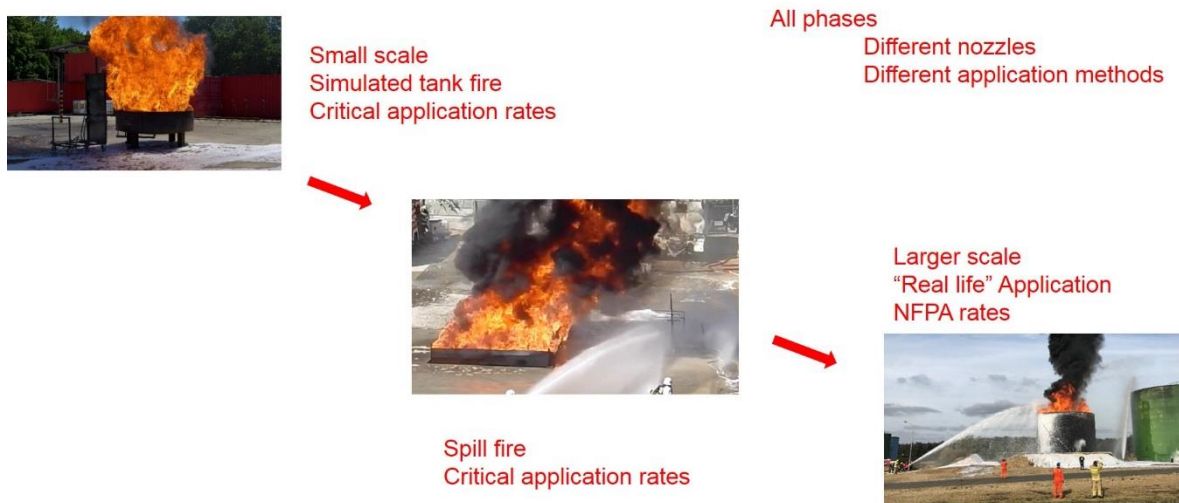 Small scale
Simulated tank fire
Critical application rates
All phases
Different nozzles
Different application methods
Spill fire
Critical application rates
Larger scale
“Real life” Application
NFPA rates